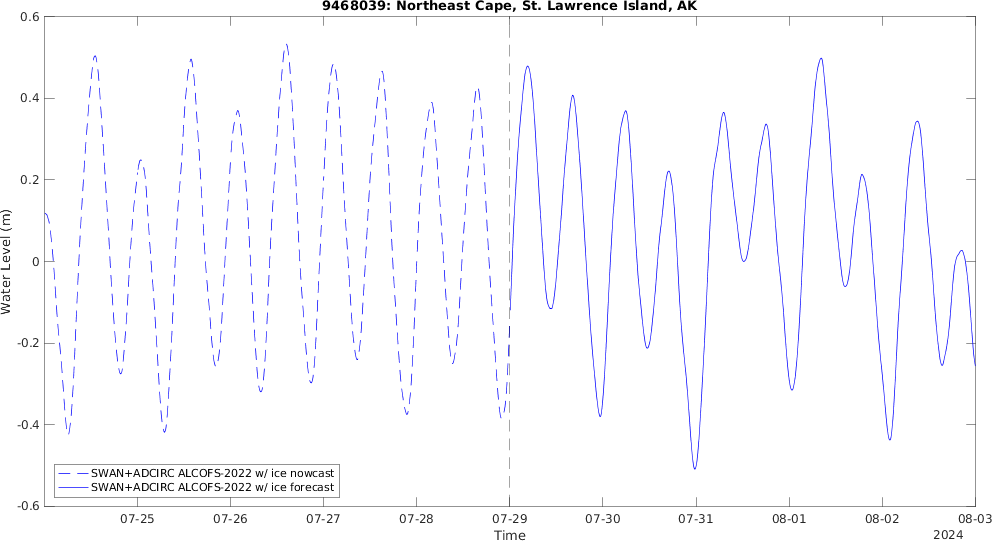 9468039: Northeast Cape, St. Lawrence Island, AK
0.6
0.4
0.2
0
-0.2
-0.4
-0.6
Water Level (m)
SWAN+ADCIRC ALCOFS-2022 w/ ice nowcast
SWAN+ADCIRC ALCOFS-2022 w/ ice forecast
07-25 07-26 07-27 07-28 07-29 07-30 07-31 08-01 08-02 08-03
Time
2024